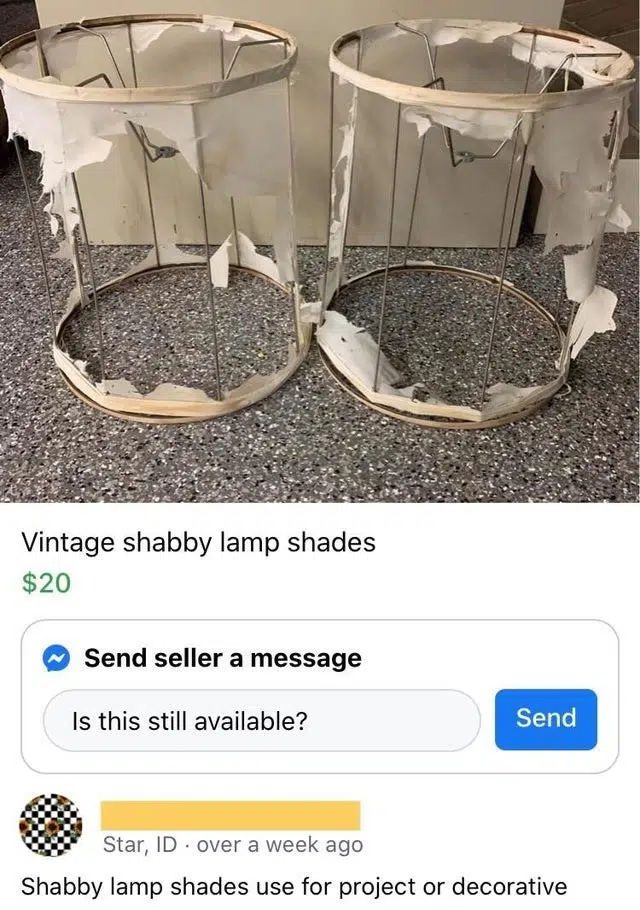 Vintage shabby lamp shades
$20
Send seller a message
Is this still available?
Send
Star, ID · over a week ago
Shabby lamp shades use for project or decorative